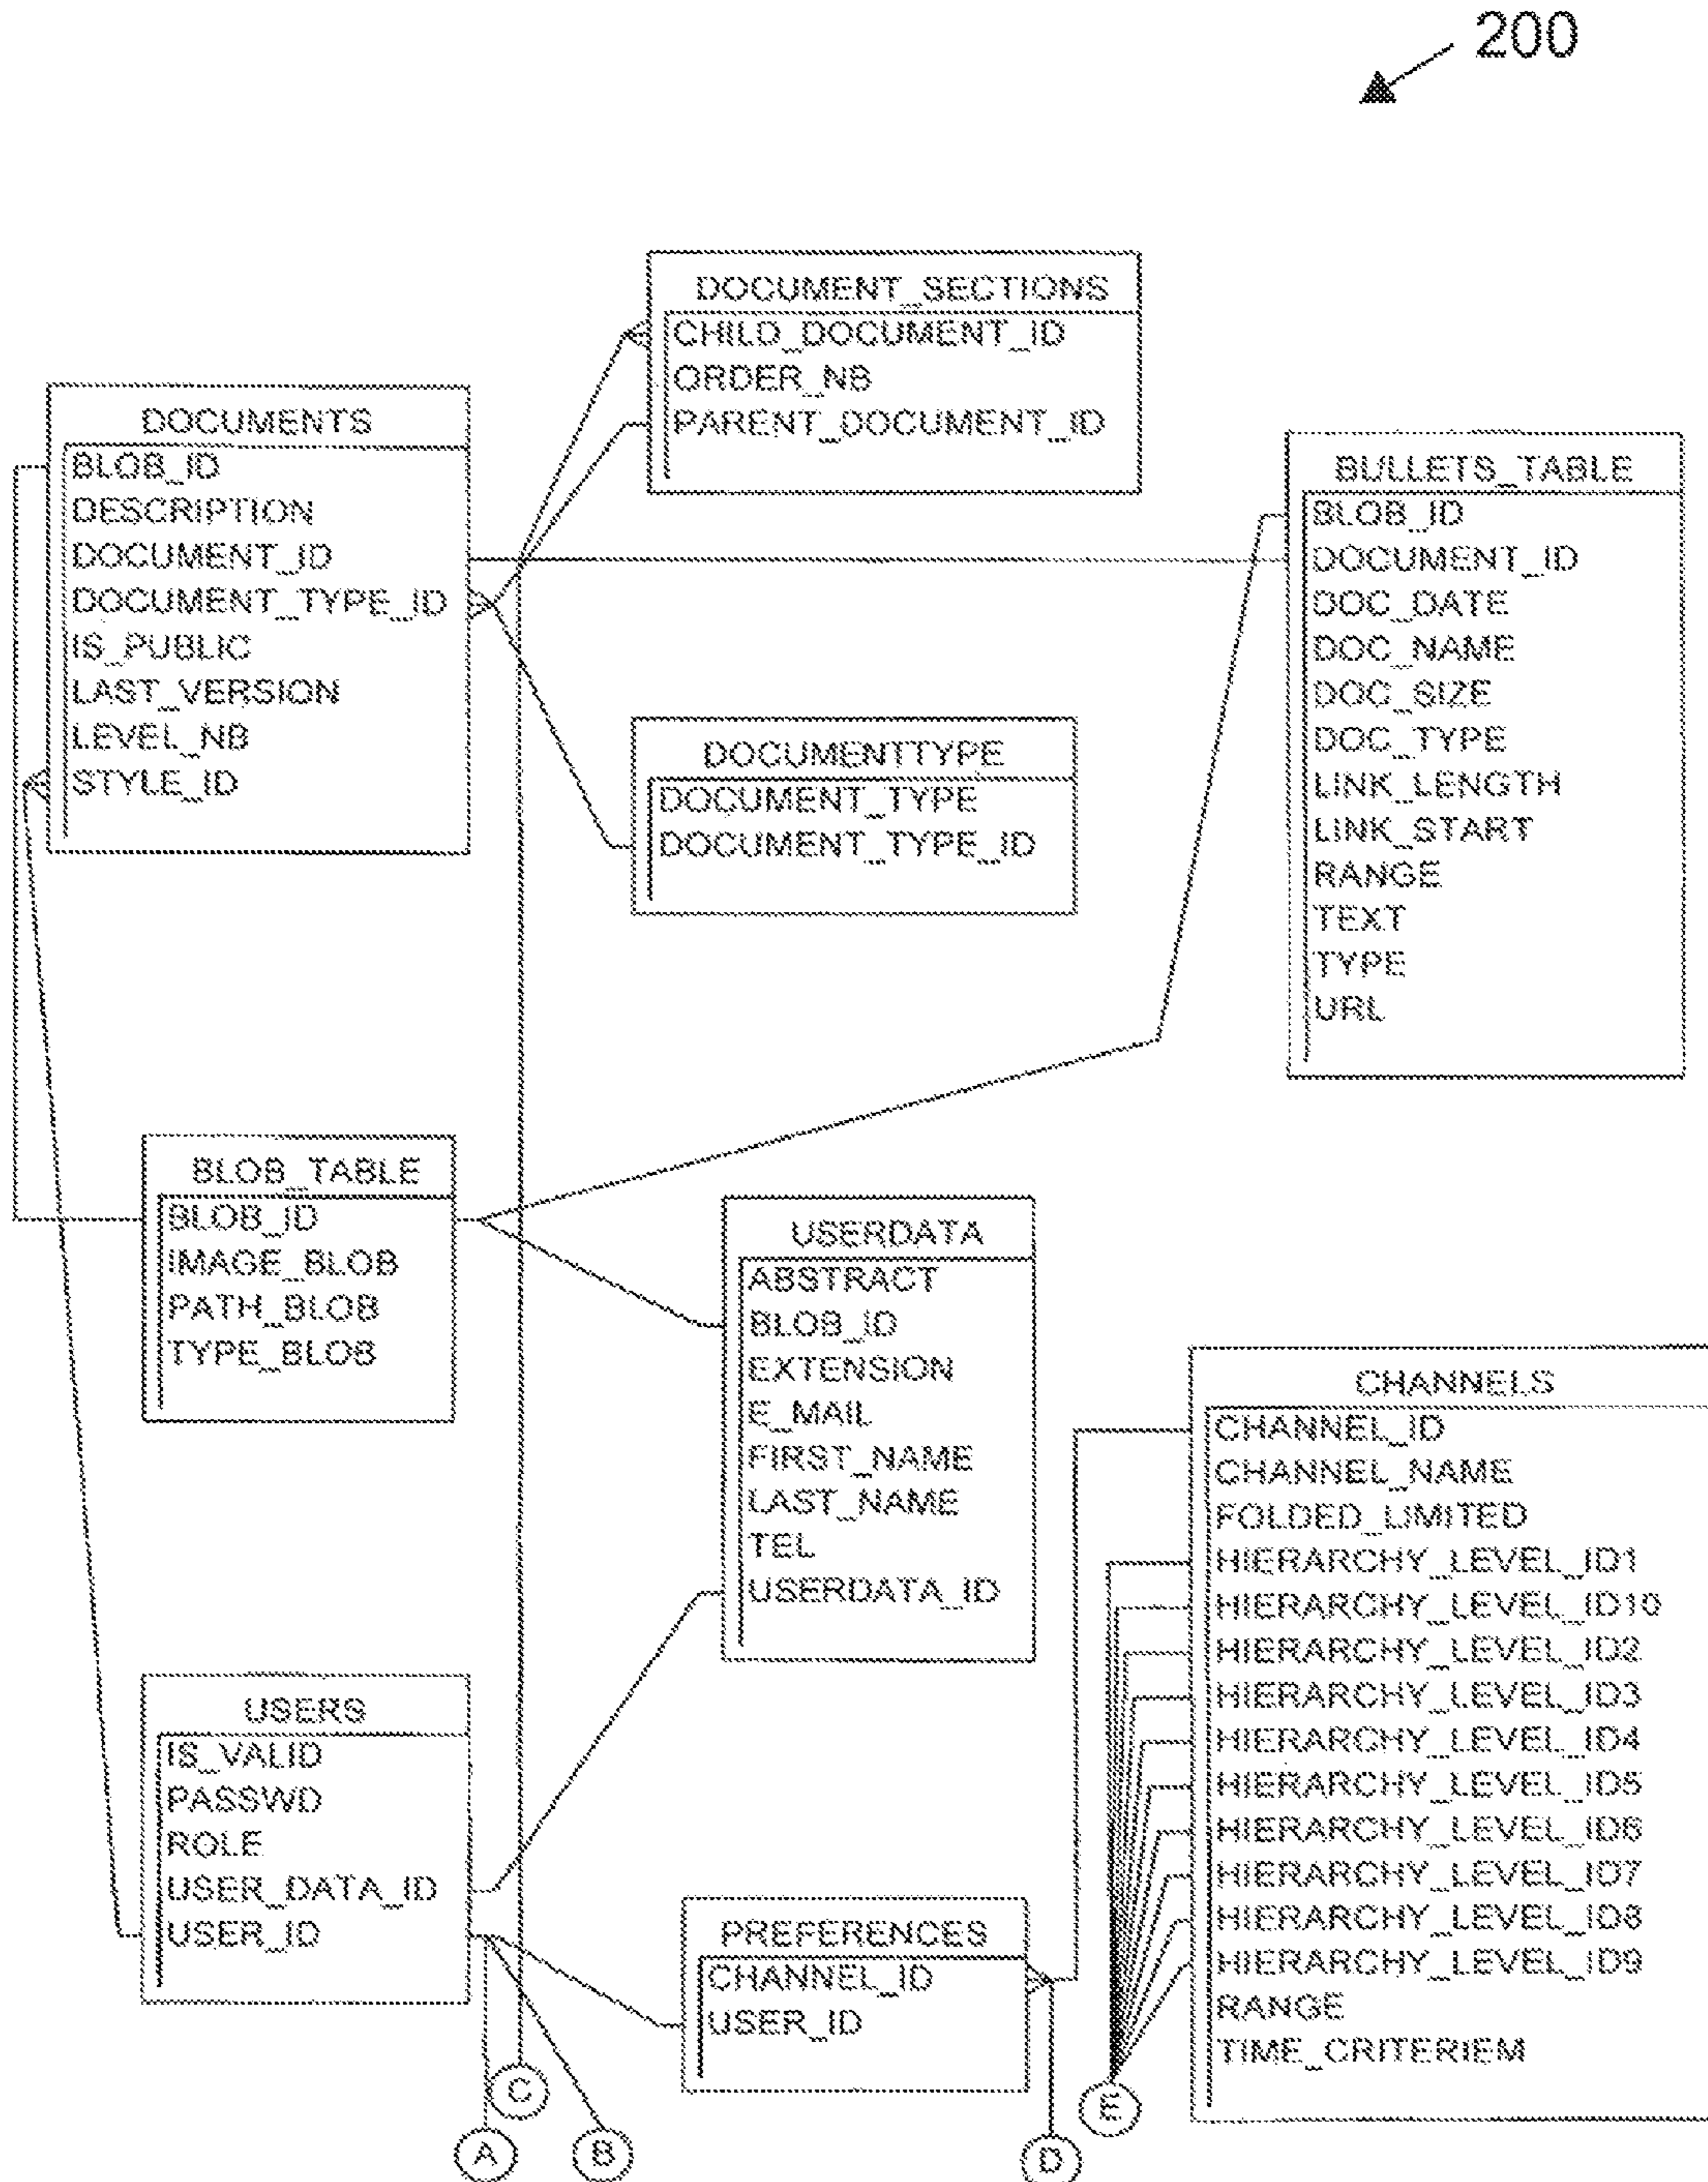 200
DOCUMENT_SECTIONS
CHILD_DOCUMENT_ID
ORDER_NB
PARENT_DOCUMENT_ID
DOCUMENTS
BLOB_ID
DESCRIPTION
DOCUMENT_ID
DOCUMENT_TYPE_ID
IS_PUBLIC
LAST_VERSION
LEVEL_NB
STYLE_ID
BULLETS_TABLE
BLOB_ID
DOCUMENT_ID
DOC_DATE
DOC_NAME
DOC_SIZE
DOC_TYPE
LINK_LENGTH
LINK_START
RANGE
TEXT
TYPE
URL
DOCUMENTTYPE
DOCUMENT_TYPE
DOCUMENT_TYPE_ID
BLOB_TABLE
BLOB_ID
IMAGE_BLOB
PATH_BLOB
TYPE_BLOB
USERDATA
ABSTRACT
BLOB_ID
EXTENSION
E_MAIL
FIRST_NAME
LAST_NAME
TEL
USERDATA_ID
CHANNELS
CHANNEL_ID
CHANNEL_NAME
FOLDED_LIMITED
HIERARCHY_LEVEL_ID1
HIERARCHY_LEVEL_ID10
HIERARCHY_LEVEL_ID2
HIERARCHY_LEVEL_ID3
HIERARCHY_LEVEL_ID4
HIERARCHY_LEVEL_ID5
HIERARCHY_LEVEL_ID6
HIERARCHY_LEVEL_ID7
HIERARCHY_LEVEL_ID8
HIERARCHY_LEVEL_ID9
RANGE
TIME_CRITERIEM
USERS
IS_VALID
PASSWD
ROLE
USER_DATA_ID
USER_ID
PREFERENCES
CHANNEL_ID
USER_ID
C
E
A
B
D